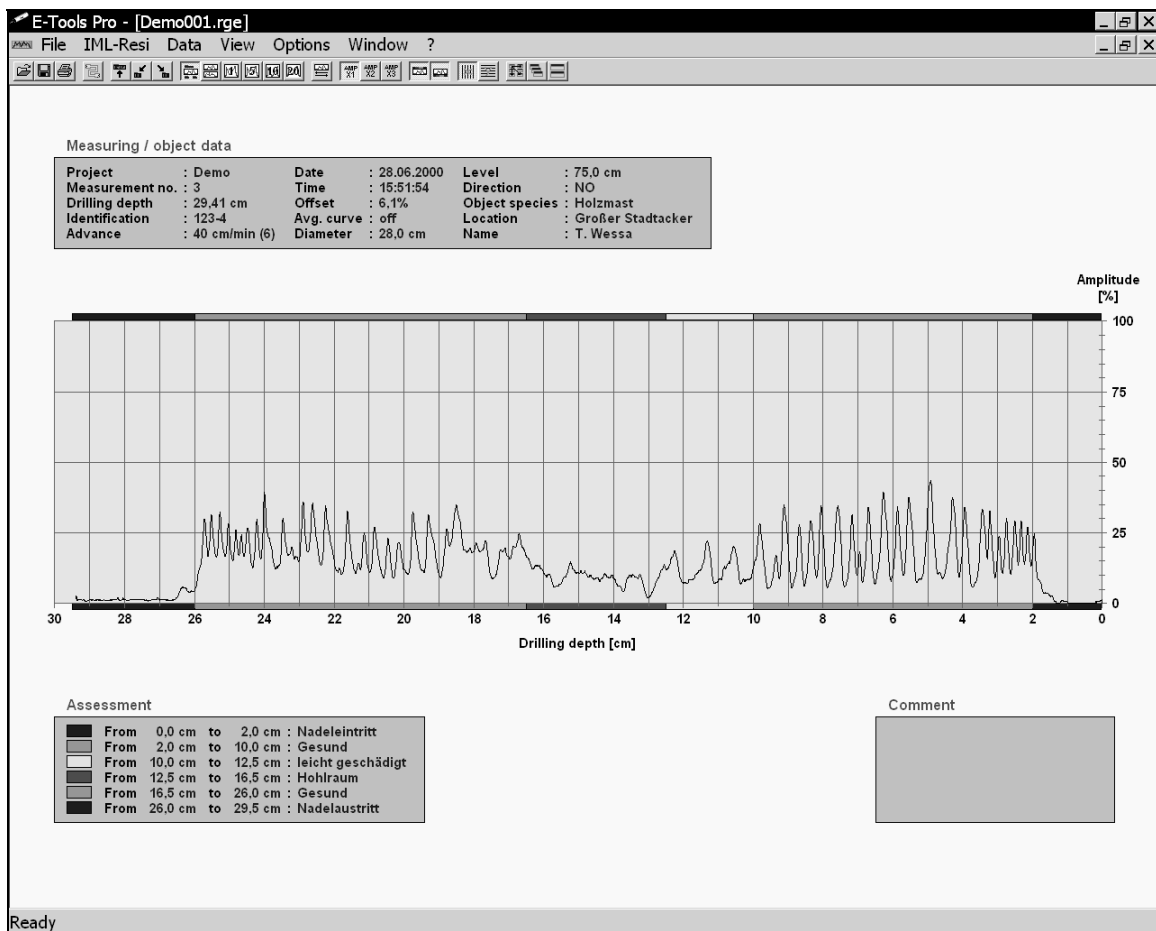 E-Tools Pro - [Demo001.rge]
File IML-Resi Data View Options Window ?
AMP X1 AMP X2 AMP X3
Measuring / object data
Project : Demo Date : 28.06.2000 Level : 75,0 cm
Measurement no. : 3 Time : 15:51:54 Direction : NO
Drilling depth : 29,41 cm Offset : 6,1% Object species : Holzmast
Identification : 123-4 Avg. curve : off Location : Großer Stadtacker
Advance : 40 cm/min (6) Diameter : 28,0 cm Name : T. Wessa
Amplitude
[%]
100
75
50
25
0
30 28 26 24 22 20 18 16 14 12 10 8 6 4 2 0
Drilling depth [cm]
Assessment
From 0,0 cm to 2,0 cm : Nadeleintritt
From 2,0 cm to 10,0 cm : Gesund
From 10,0 cm to 12,5 cm : leicht geschädigt
From 12,5 cm to 16,5 cm : Hohlraum
From 16,5 cm to 26,0 cm : Gesund
From 26,0 cm to 29,5 cm : Nadelaustritt
Comment
Ready